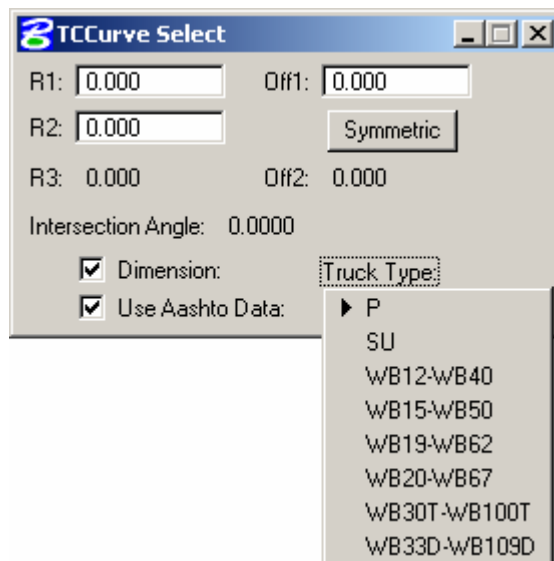 TCCurve Select
R1: 0.000 Off1: 0.000
R2: 0.000 Symmetric
R3: 0.000 Off2: 0.000
Intersection Angle: 0.0000
Dimension: Truck Type:
Use Aashto Data: P
SU
WB12-WB40
WB15-WB50
WB19-WB62
WB20-WB67
WB30T-WB100T
WB33D-WB109D